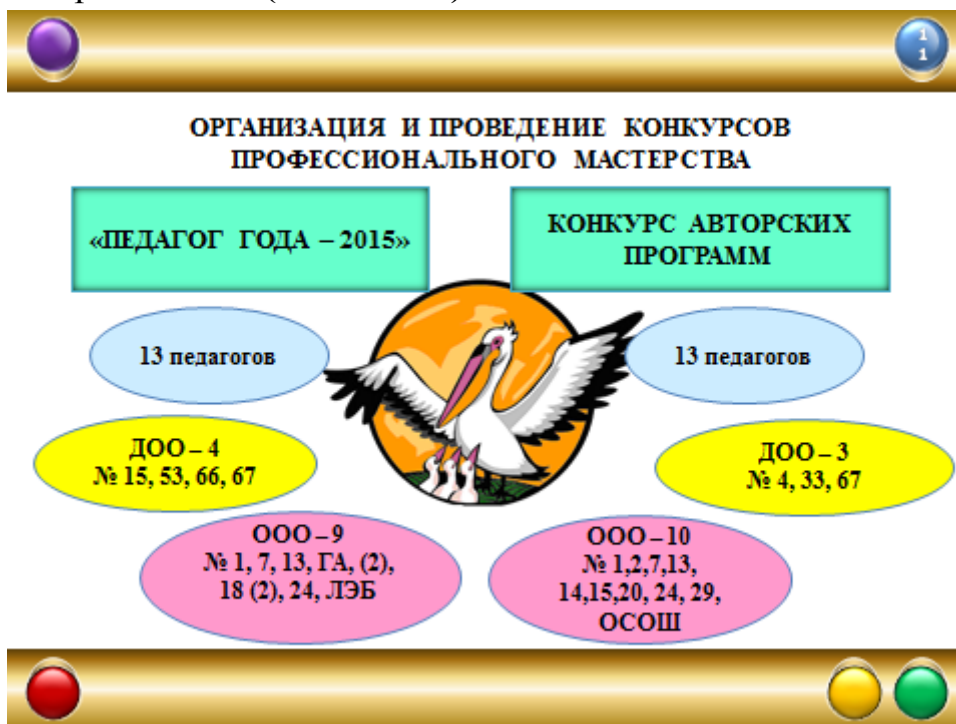 1
1
ОРГАНИЗАЦИЯ И ПРОВЕДЕНИЕ КОНКУРСОВ
ПРОФЕССИОНАЛЬНОГО МАСТЕРСТВА
«ПЕДАГОГ ГОДА – 2015»
КОНКУРС АВТОРСКИХ
ПРОГРАММ
13 педагогов
13 педагогов
ДОО – 4
№ 15, 53, 66, 67
ДОО – 3
№ 4, 33, 67
ООО – 9
№ 1, 7, 13, ГА, (2),
18 (2), 24, ЛЭБ
ООО – 10
№ 1,2,7,13,
14,15,20, 24, 29,
ОСОШ